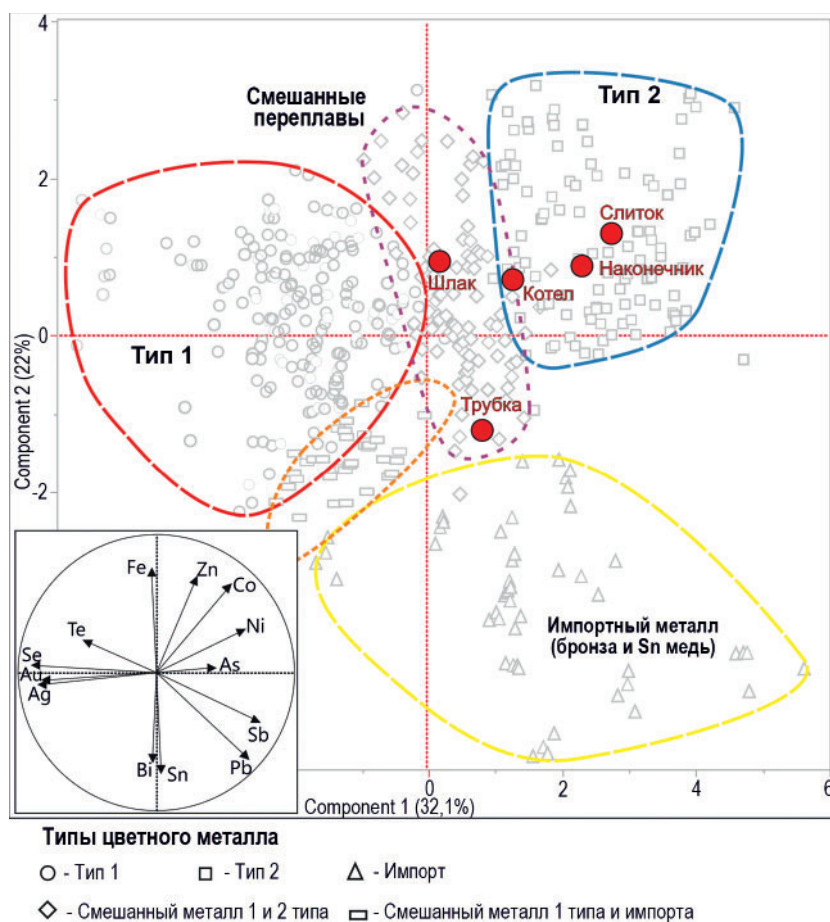 4
Смешанные
переплавы
Тип 2
2
Слиток
Шлак
Наконечник
Котел
0
Тип 1
Трубка
Component 2 (22%)
-2
Импортный металл
(бронза и Sn медь)
Fe
Zn
Co
Te
Ni
Se
As
Au
Ag
Sb
Pb
Bi
Sn
0
2
4
6
Component 1 (32,1%)
Типы цветного металла
- Тип 1
- Тип 2
- Импорт
- Смешанный металл 1 и 2 типа
- Смешанный металл 1 типа и импорта